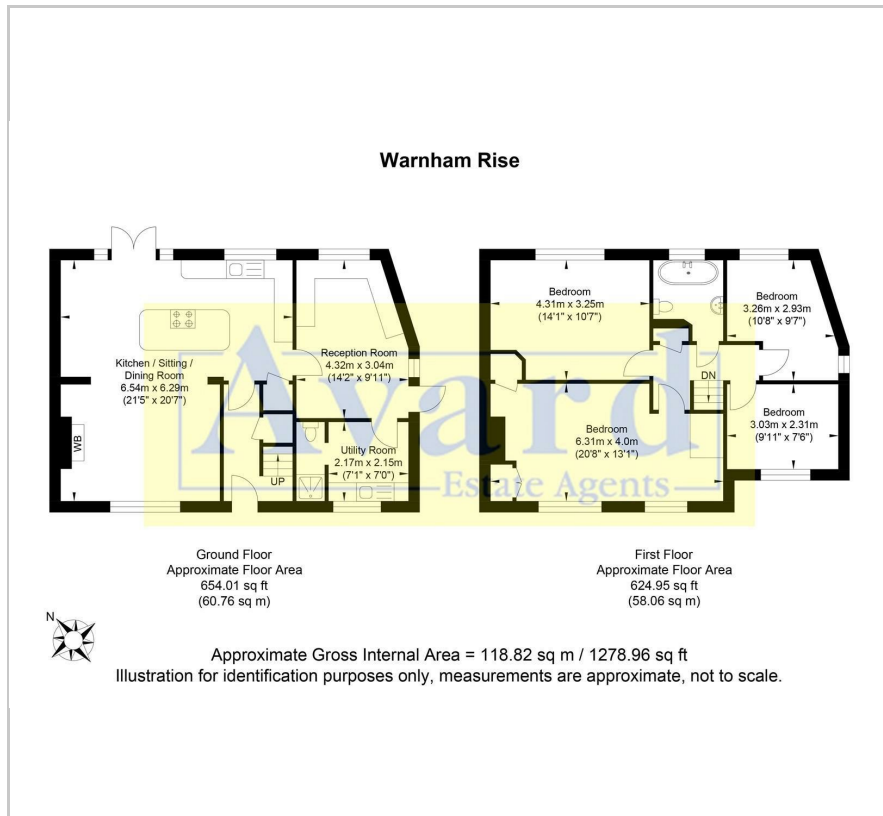 Warnham Rise
Kitchen / Sitting /
Dining Room
6.54m x 6.29m
(21'5" x 20'7")
Reception Room
4.32m x 3.04m
(14'2" x 9'11")
Utility Room
2.17m x 2.15m
(7'1" x 7'0")
WB
UP
Bedroom
4.31m x 3.25m
(14'1" x 10'7")
Bedroom
3.26m x 2.93m
(10'8" x 9'7")
DN
Bedroom
6.31m x 4.0m
(20'8" x 13'1")
Bedroom
3.03m x 2.31m
(9'11" x 7'6")
Avard
Estate Agents
Ground Floor
Approximate Floor Area
654.01 sq ft
(60.76 sq m)
First Floor
Approximate Floor Area
624.95 sq ft
(58.06 sq m)
N
Approximate Gross Internal Area = 118.82 sq m / 1278.96 sq ft
Illustration for identification purposes only, measurements are approximate, not to scale.